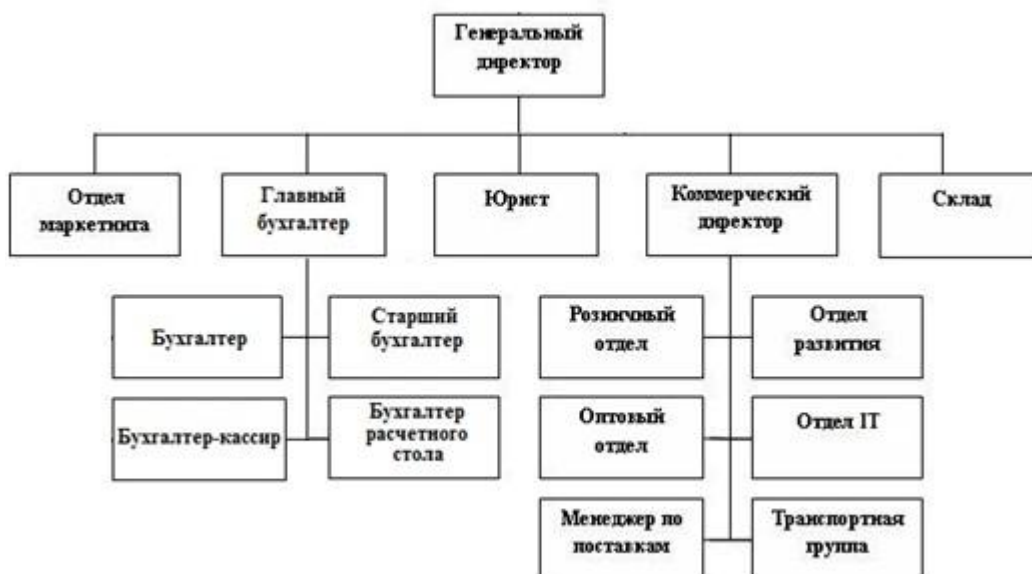 Генеральный
директор
Отдел
маркетинга
Главный
бухгалтер
Юрист
Коммерческий
директор
Склад
Бухгалтер
Старший
бухгалтер
Розничный
отдел
Отдел
развития
Бухгалтер-кассир
Бухгалтер
расчетного
стола
Оптовый
отдел
Отдел IT
Менеджер по
поставкам
Транспортная
группа